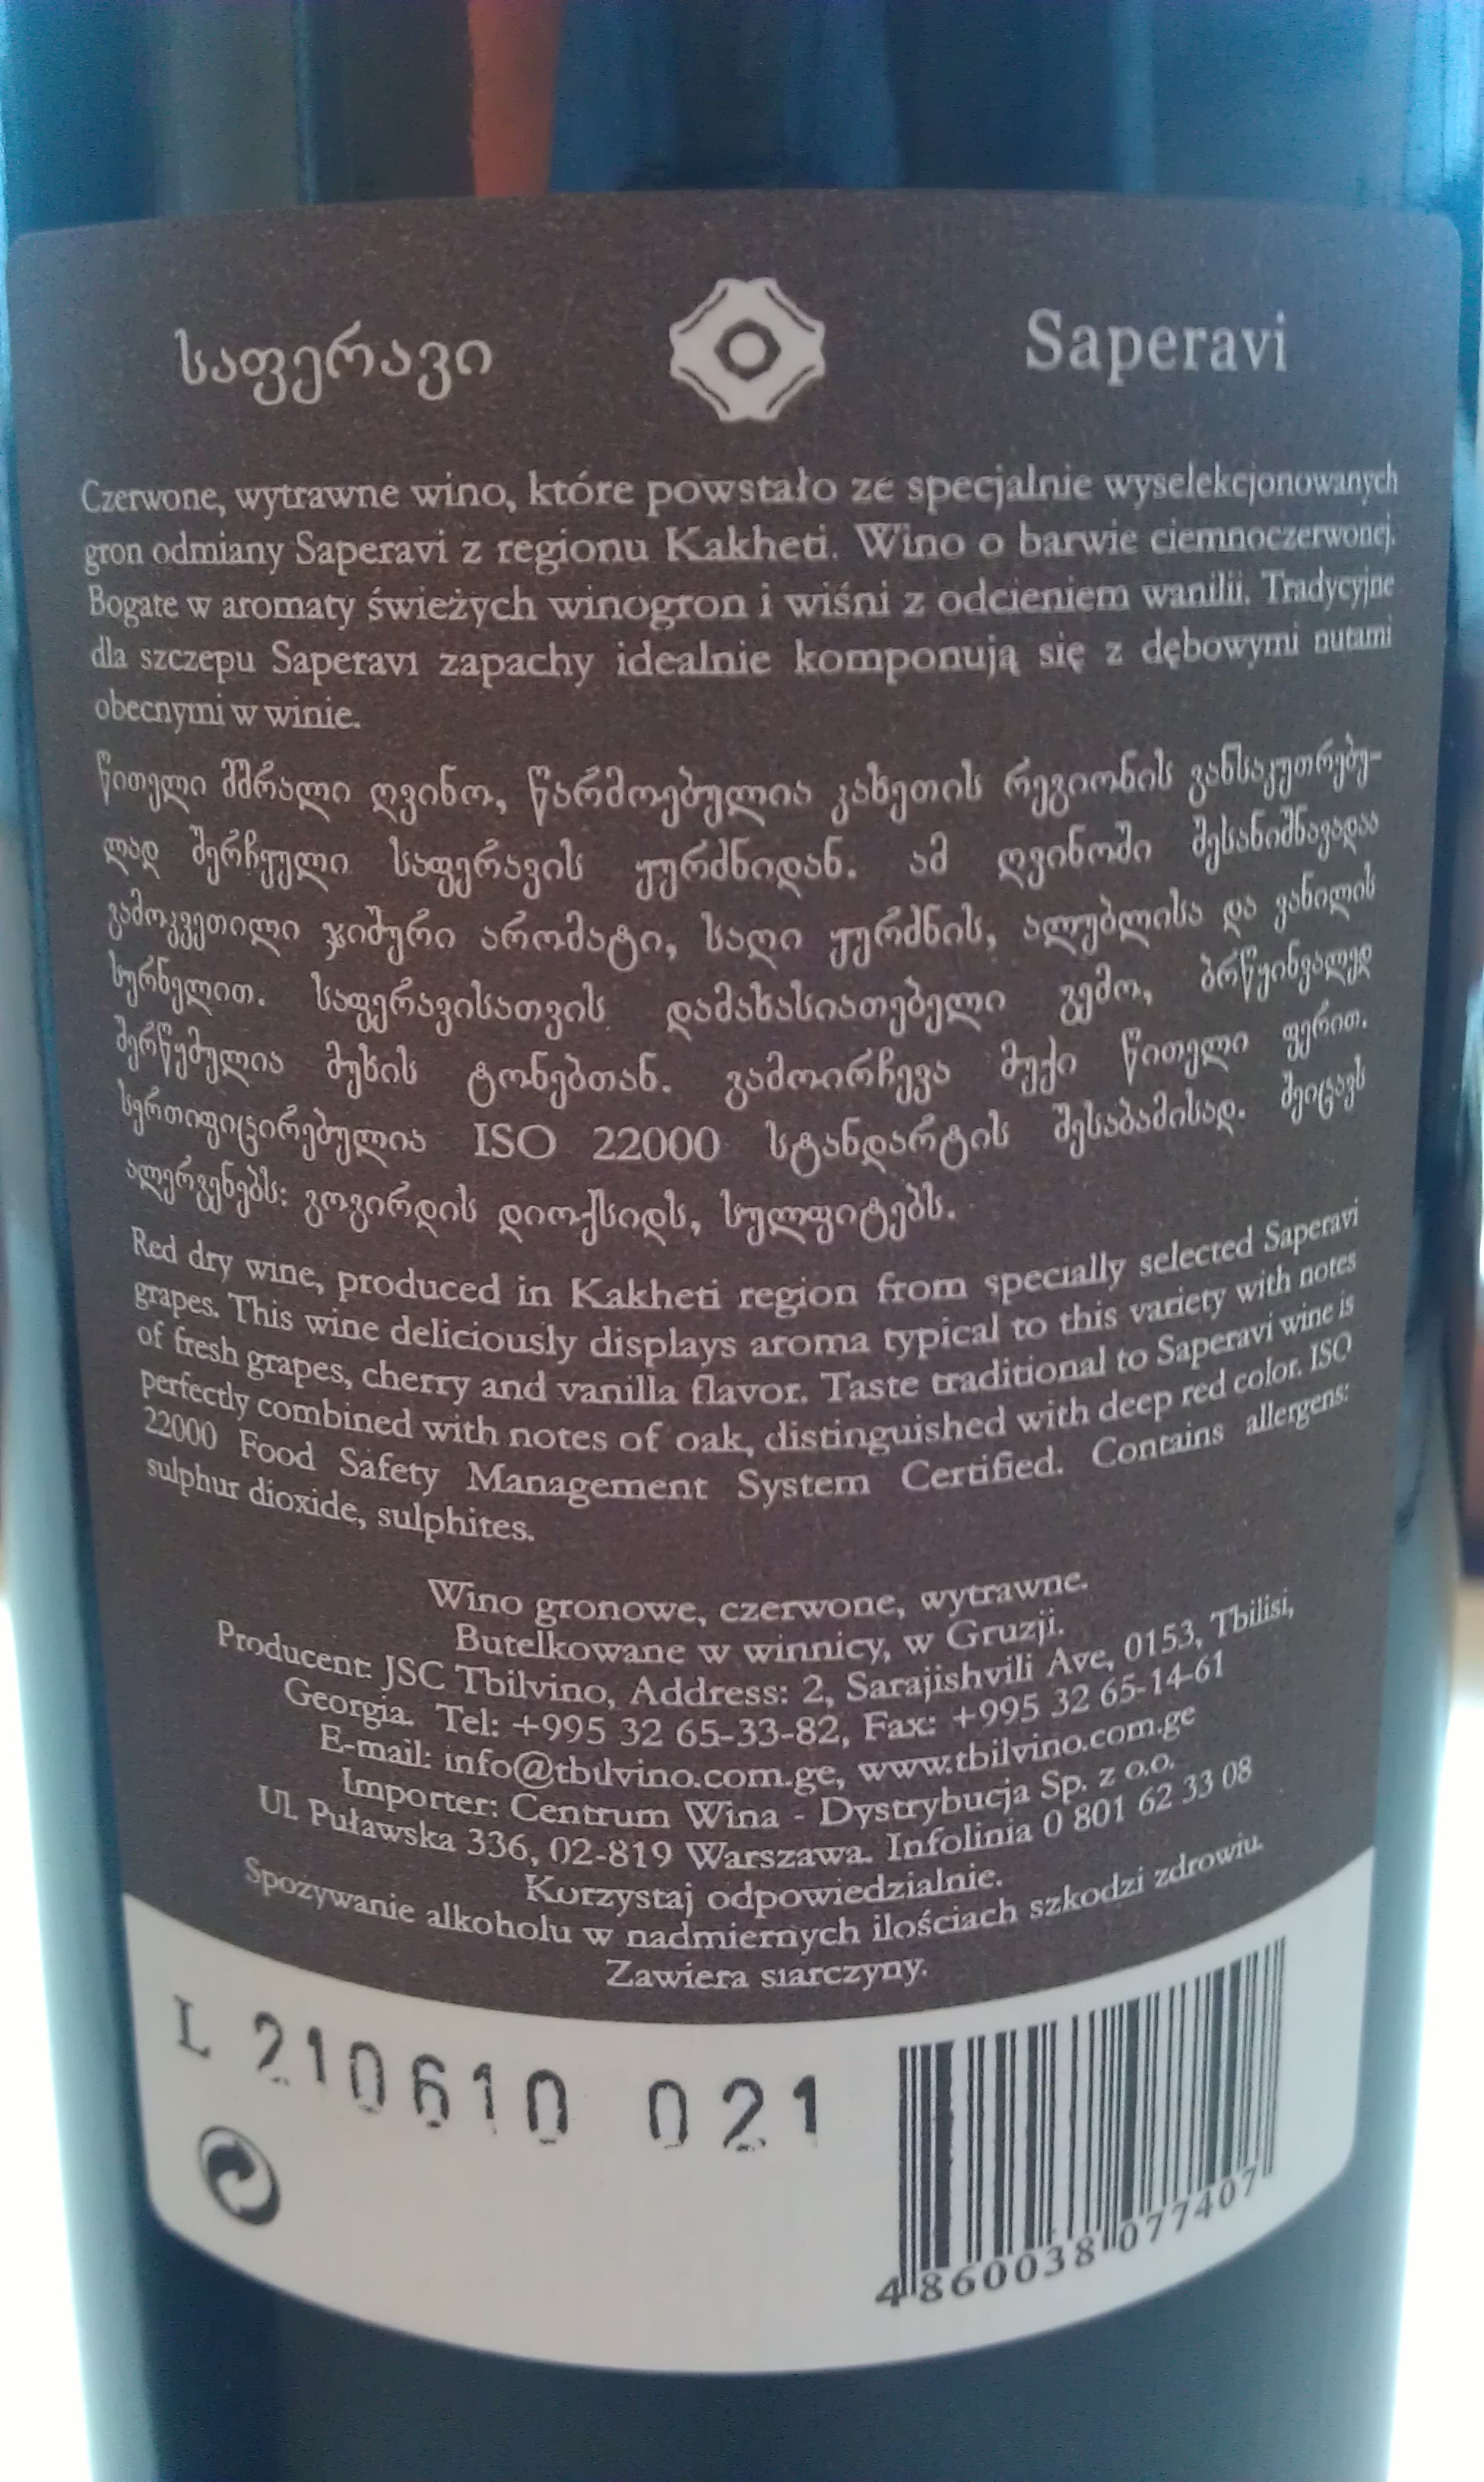 საფერავი
Saperavi
Czerwone, wytrawne wino, które powstało ze specjalnie wyselekcjonowanych
gron odmiany Saperavi z regionu Kakheti. Wino o barwie ciemnoczerwonej.
Bogate w aromaty świeżych winogron i wiśni z odcieniem wanilii. Tradycyjne
dla szczepu Saperavi zapachy idealnie komponują się z dębowymi nutami
obecnymi w winie.
წითელი მშრალი ღვინო, წარმოებულია კახეთის რეგიონის განსაკუთრებუ-
ლად შერჩეული საფერავის ყურძნიდან. ამ ღვინოში შესანიშნავადაა
გამოკვეთილი ჯიშური არომატი, საღი ყურძნის, ალუბლისა და ვანილის
სურნელით. საფერავისათვის დამახასიათებელი გემო, ბრწყინვალედ
შერწყმულია მუხის ტონებთან. გამოირჩევა მუქი წითელი ფერით.
სერთიფიცირებულია ISO 22000 სტანდარტის შესაბამისად. შეიცავს
ალერგენებს: გოგირდის დიოქსიდს, სულფიტებს.
Red dry wine, produced in Kakheti region from specially selected Saperavi
grapes. This wine deliciously displays aroma typical to this variety with notes
of fresh grapes, cherry and vanilla flavor. Taste traditional to Saperavi wine is
perfectly combined with notes of oak, distinguished with deep red color. ISO
22000 Food Safety Management System Certified. Contains allergens:
sulphur dioxide, sulphites.
Wino gronowe, czerwone, wytrawne.
Butelkowane w winnicy, w Gruzji.
Producent: JSC Tbilvino, Address: 2, Sarajishvili Ave, 0153, Tbilisi,
Georgia. Tel: +995 32 65-33-82, Fax: +995 32 65-14-61
E-mail: info@tbilvino.com.ge, www.tbilvino.com.ge
Importer: Centrum Wina - Dystrybucja Sp. z o.o.
Ul. Puławska 336, 02-819 Warszawa. Infolinia 0 801 62 33 08
Korzystaj odpowiedzialnie.
Spożywanie alkoholu w nadmiernych ilościach szkodzi zdrowiu.
Zawiera siarczyny.
L 210610 021
4860038077407